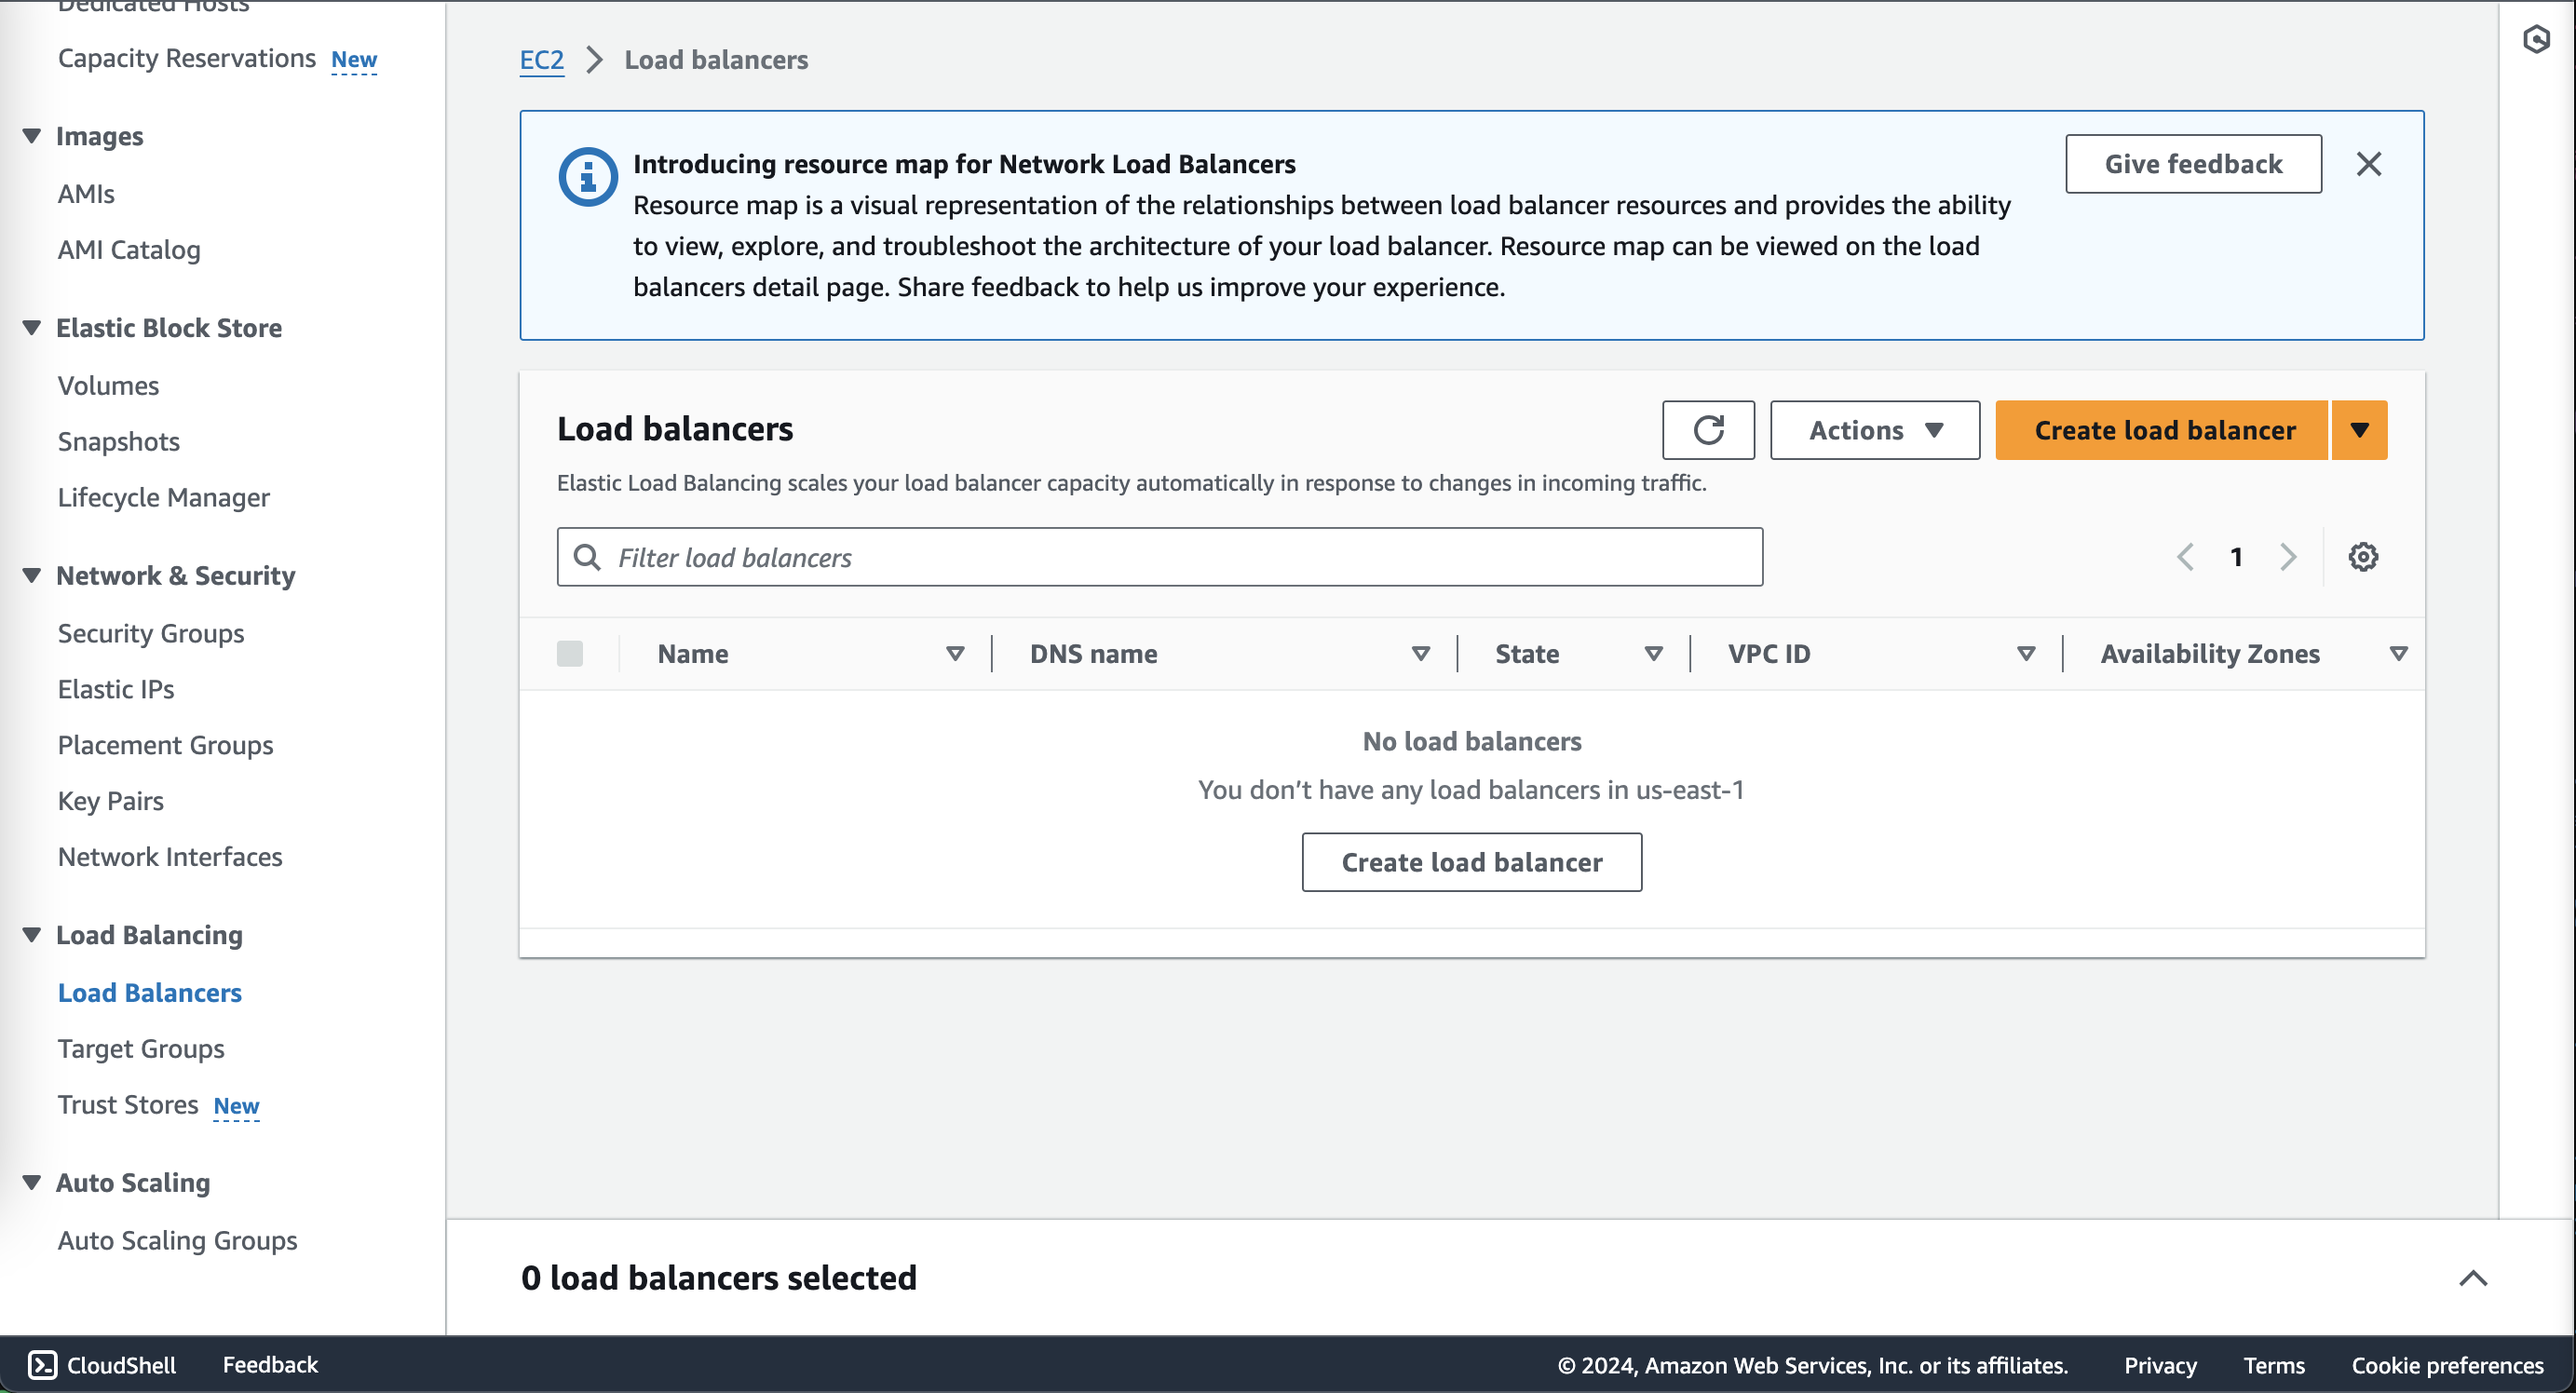 Dedicated Hosts
Capacity Reservations New
Images
AMIs
AMI Catalog
Elastic Block Store
Volumes
Snapshots
Lifecycle Manager
Network & Security
Security Groups
Elastic IPs
Placement Groups
Key Pairs
Network Interfaces
Load Balancing
Load Balancers
Target Groups
Trust Stores New
Auto Scaling
Auto Scaling Groups
EC2 Load balancers
Introducing resource map for Network Load Balancers
Resource map is a visual representation of the relationships between load balancer resources and provides the ability
to view, explore, and troubleshoot the architecture of your load balancer. Resource map can be viewed on the load
balancers detail page. Share feedback to help us improve your experience.
Give feedback
Load balancers
Actions
Create load balancer
Elastic Load Balancing scales your load balancer capacity automatically in response to changes in incoming traffic.
Filter load balancers
1
Name DNS name State VPC ID Availability Zones
No load balancers
You don't have any load balancers in us-east-1
Create load balancer
0 load balancers selected
CloudShell Feedback © 2024, Amazon Web Services, Inc. or its affiliates. Privacy Terms Cookie preferences